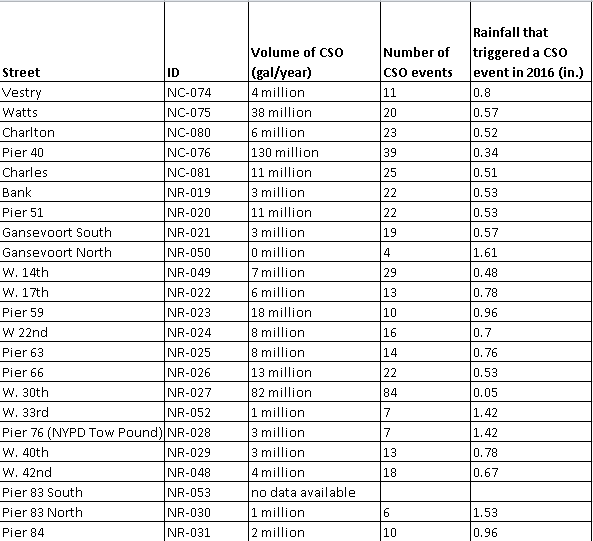 Street ID Volume of CSO (gal/year) Number of CSO events Rainfall that triggered a CSO event in 2016 (in.)
Vestry NC-074 4 million 11 0.8
Watts NC-075 38 million 20 0.57
Charlton NC-080 6 million 23 0.52
Pier 40 NC-076 130 million 39 0.34
Charles NC-081 11 million 25 0.51
Bank NR-019 3 million 22 0.53
Pier 51 NR-020 11 million 22 0.53
Gansevoort South NR-021 3 million 19 0.57
Gansevoort North NR-050 0 million 4 1.61
W. 14th NR-049 7 million 29 0.48
W. 17th NR-022 6 million 13 0.78
Pier 59 NR-023 18 million 10 0.96
W 22nd NR-024 8 million 16 0.7
Pier 63 NR-025 8 million 14 0.76
Pier 66 NR-026 13 million 22 0.53
W. 30th NR-027 82 million 84 0.05
W. 33rd NR-052 1 million 7 1.42
Pier 76 (NYPD Tow Pound) NR-028 3 million 7 1.42
W. 40th NR-029 3 million 13 0.78
W. 42nd NR-048 4 million 18 0.67
Pier 83 South NR-053 no data available
Pier 83 North NR-030 1 million 6 1.53
Pier 84 NR-031 2 million 10 0.96